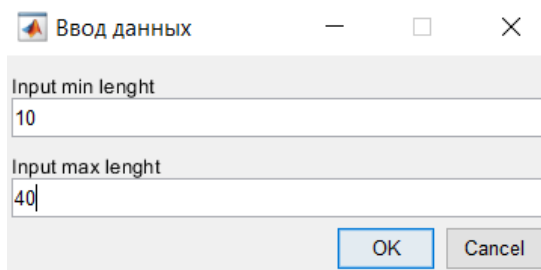 Ввод данных
Input min lenght
10
Input max lenght
40
OK Cancel